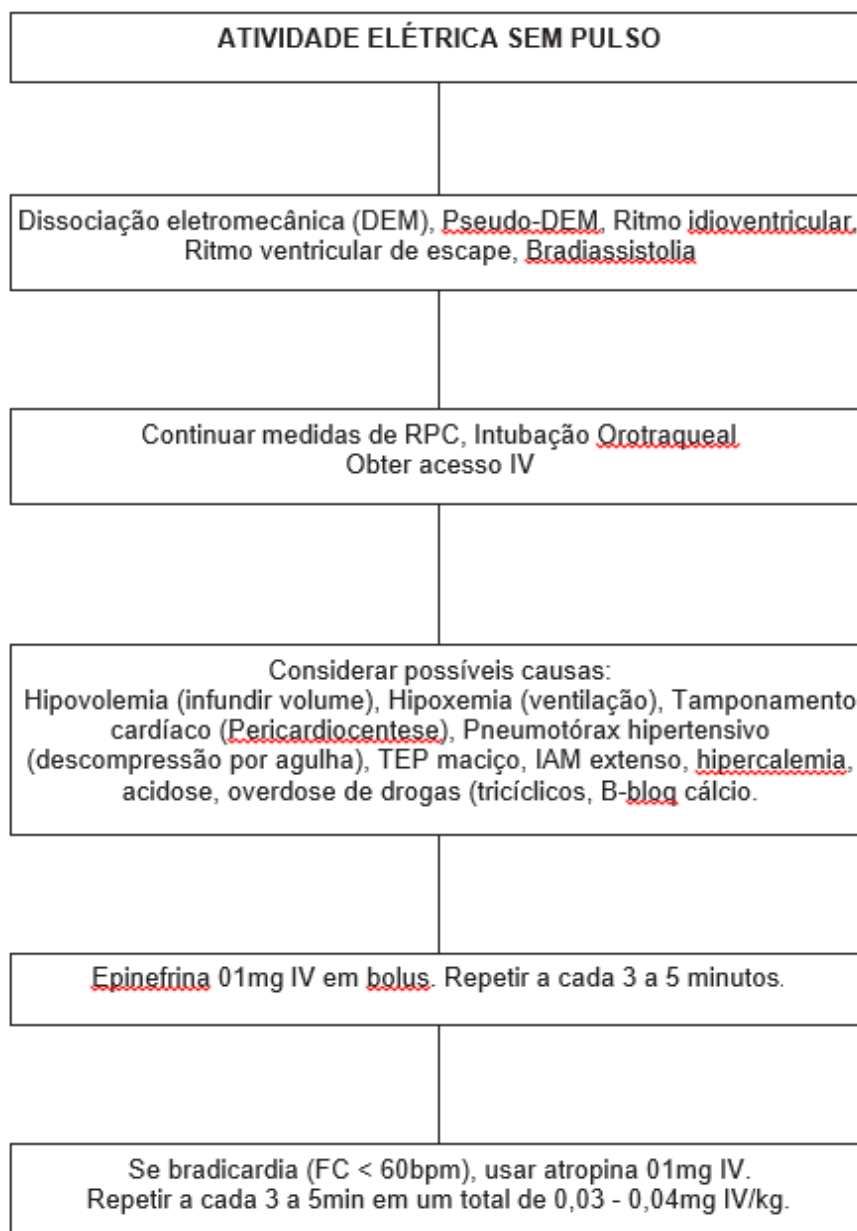 ATIVIDADE ELÉTRICA SEM PULSO
Dissociação eletromecânica (DEM), Pseudo-DEM, Ritmo idioventricular,
Ritmo ventricular de escape, Bradiassistolia
Continuar medidas de RPC, Intubação Orotraqueal
Obter acesso IV
Considerar possíveis causas:
Hipovolemia (infundir volume), Hipoxemia (ventilação), Tamponamento
cardíaco (Pericardiocentese), Pneumotórax hipertensivo
(descompressão por agulha), TEP maciço, IAM extenso, hipercalemia,
acidose, overdose de drogas (tricíclicos, B-bloq cálcio.
Epinefrina 01mg IV em bolus. Repetir a cada 3 a 5 minutos.
Se bradicardia (FC < 60bpm), usar atropina 01mg IV.
Repetir a cada 3 a 5min em um total de 0,03 - 0,04mg IV/kg.